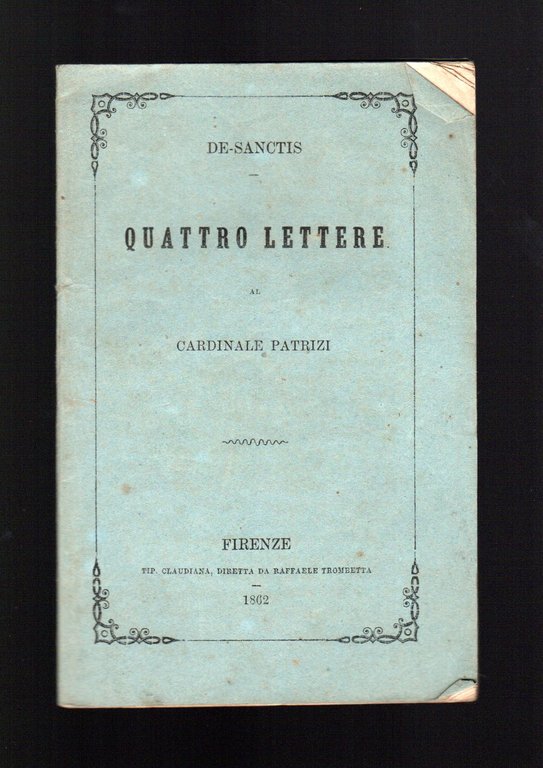 DE-SANCTIS
QUATTRO LETTERE
AL
CARDINALE PATRIZI
FIRENZE
TIP. CLAUDIANA, DIRETTA DA RAFFAELE TROMBETTA
1862